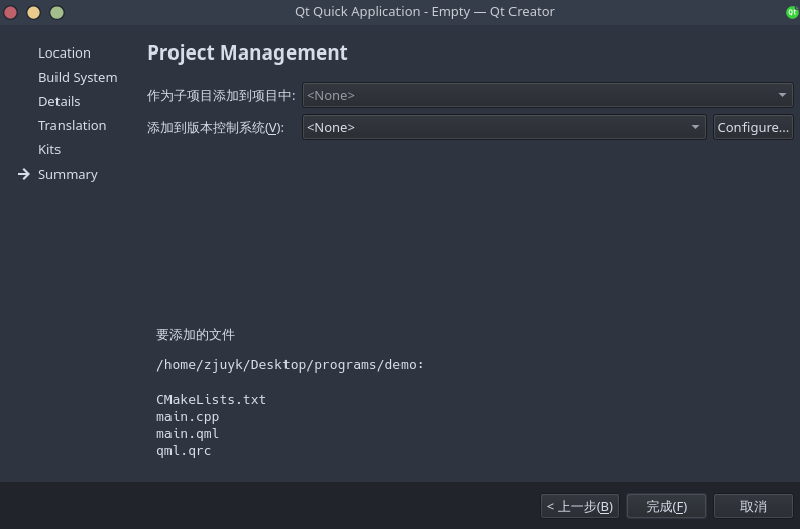 Qt Quick Application - Empty — Qt Creator
Qt
Location
Build System
Details
Translation
Kits
Summary
Project Management
作为子项目添加到项目中: <None>
添加到版本控制系统(V): <None> Configure...
要添加的文件
/home/zjuyk/Desktop/programs/demo:
CMakeLists.txt
main.cpp
main.qml
qml.qrc
< 上一步(B) 完成(F) 取消